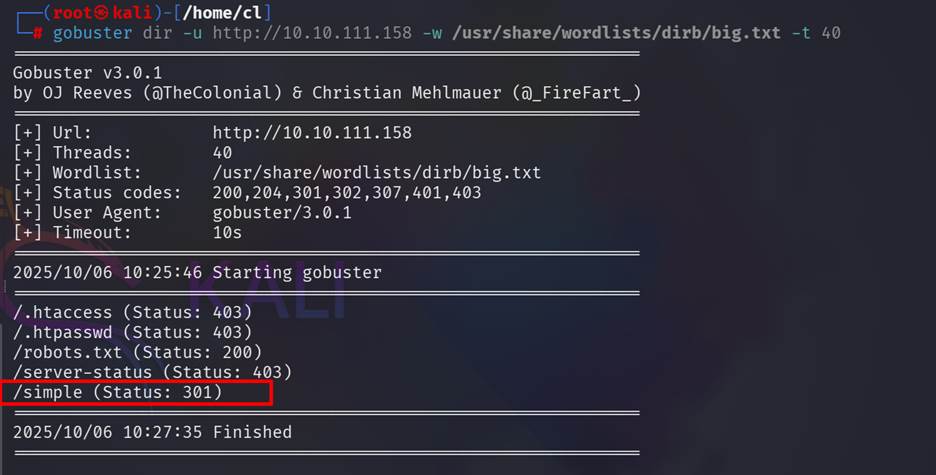 ┌──(root㉿kali)-[/home/cl]
└─# gobuster dir -u http://10.10.111.158 -w /usr/share/wordlists/dirb/big.txt -t 40
===============================================================
Gobuster v3.0.1
by OJ Reeves (@TheColonial) & Christian Mehlmauer (@_FireFart_)
===============================================================
[+] Url:            http://10.10.111.158
[+] Threads:        40
[+] Wordlist:       /usr/share/wordlists/dirb/big.txt
[+] Status codes:   200,204,301,302,307,401,403
[+] User Agent:     gobuster/3.0.1
[+] Timeout:        10s
===============================================================
2025/10/06 10:25:46 Starting gobuster
===============================================================
/.htaccess (Status: 403)
/.htpasswd (Status: 403)
/robots.txt (Status: 200)
/server-status (Status: 403)
/simple (Status: 301)
===============================================================
2025/10/06 10:27:35 Finished
===============================================================
KALI